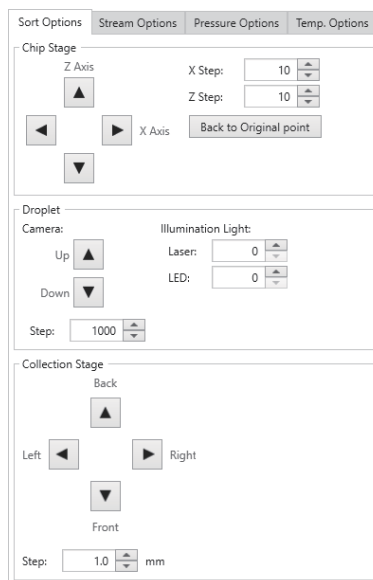 Sort Options Stream Options Pressure Options Temp. Options
Chip Stage
Z Axis
X Axis
X Step: 10
Z Step: 10
Back to Original point
Droplet
Camera:
Up
Down
Step: 1000
Illumination Light:
Laser: 0
LED: 0
Collection Stage
Back
Left Right
Front
Step: 1.0 mm